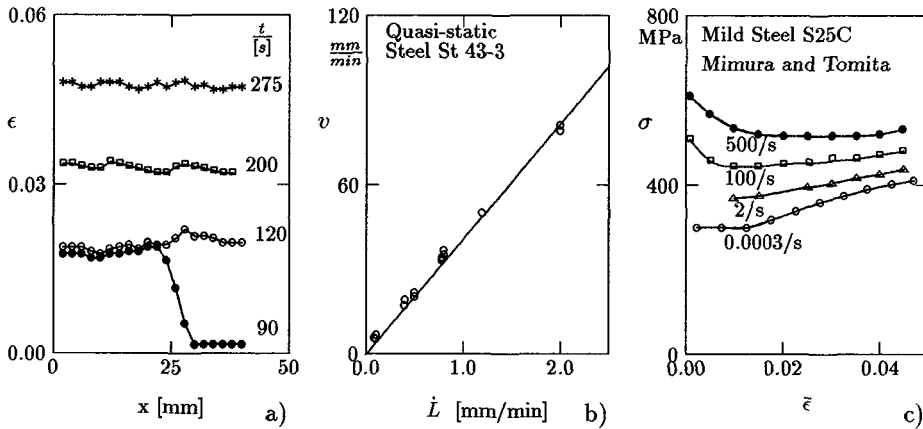 0.06
t
[s]
275
ϵ
200
0.03
120
90
0.00
0
25
50
x [mm]
a)
120
mm
min
Quasi-static
Steel St 43-3
v
60
0
0.0
1.0
2.0
L̇ [mm/min]
b)
800
MPa
Mild Steel S25C
Mimura and Tomita
σ
500/s
400
100/s
2/s
0.0003/s
0
0.00
0.02
0.04
ϵ̄
c)